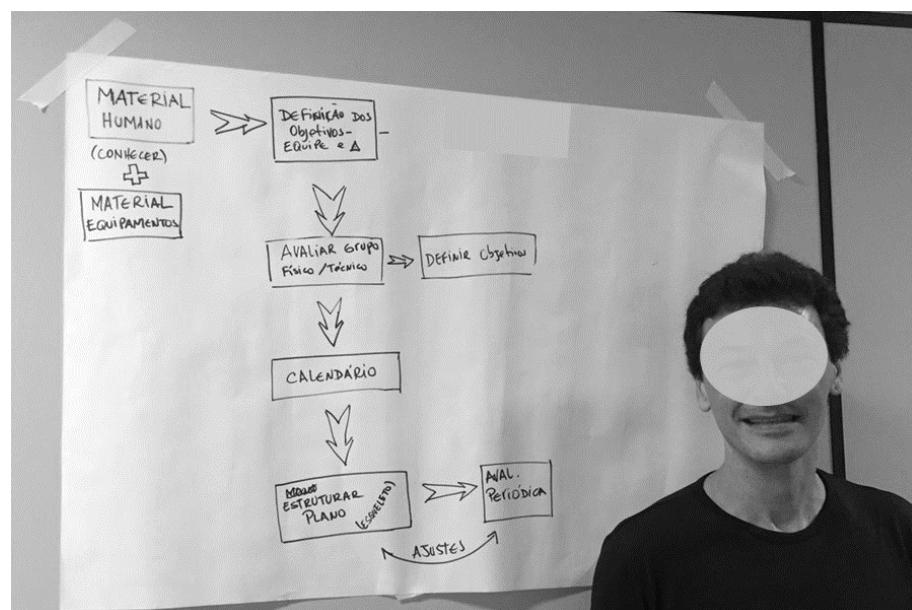 MATERIAL
HUMANO
(CONHECER)
MATERIAL
EQUIPAMENTOS
DEFINIÇÃO DOS
Objetivos-
EQUIPE e Δ
AVALIAR GRUPO
Físico/Técnico
DEFINIR Objetivos
CALENDÁRIO
ESTRUTURAR
PLANO
(ESQUELETO)
AVAL.
PERIÓDICA
AJUSTES